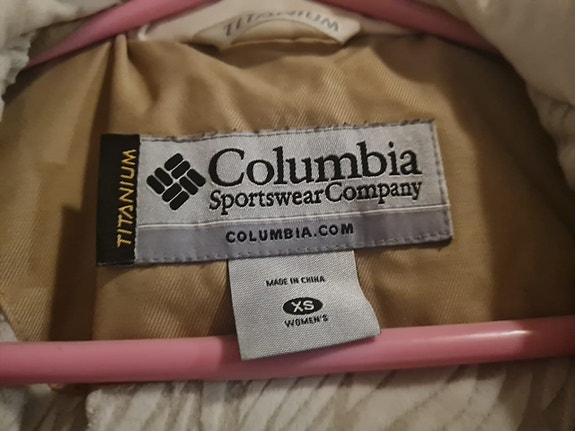 TITANIUM
TITANIUM
Columbia
Sportswear Company
COLUMBIA.COM
MADE IN CHINA
XS
WOMEN'S